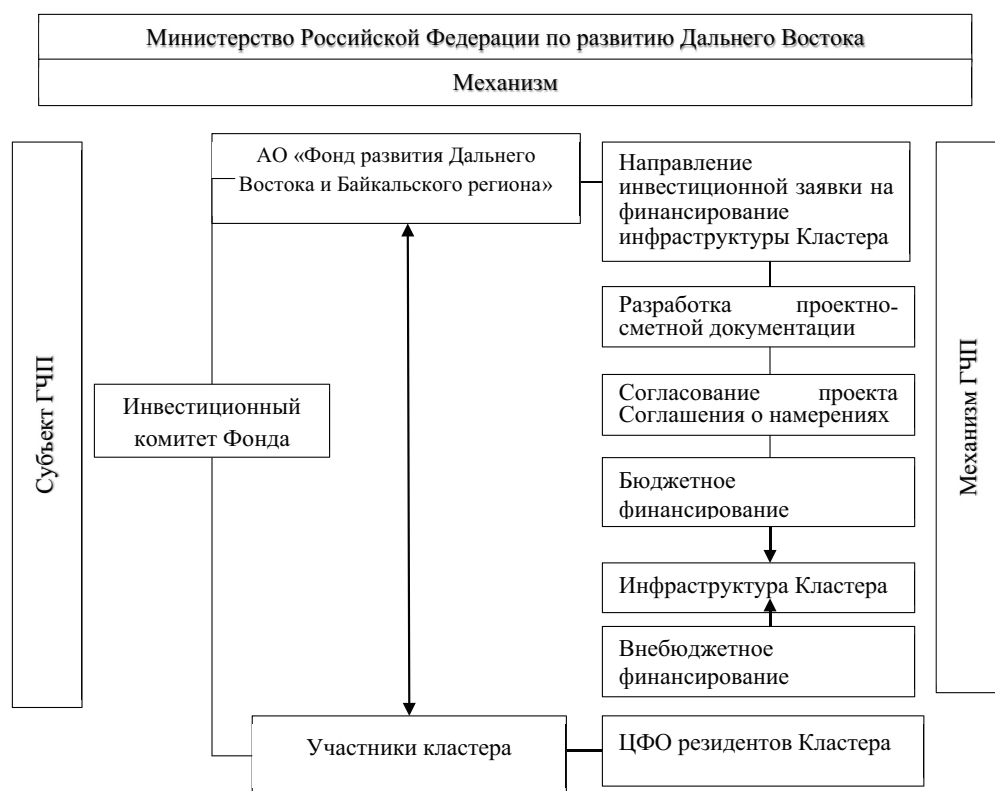 Министерство Российской Федерации по развитию Дальнего Востока
Механизм
Субъект ГЧП
АО «Фонд развития Дальнего
Востока и Байкальского региона»
Инвестиционный
комитет Фонда
Участники кластера
Направление
инвестиционной заявки на
финансирование
инфраструктуры Кластера
Разработка проектно-
сметной документации
Согласование проекта
Соглашения о намерениях
Бюджетное
финансирование
Инфраструктура Кластера
Внебюджетное
финансирование
ЦФО резидентов Кластера
Механизм ГЧП